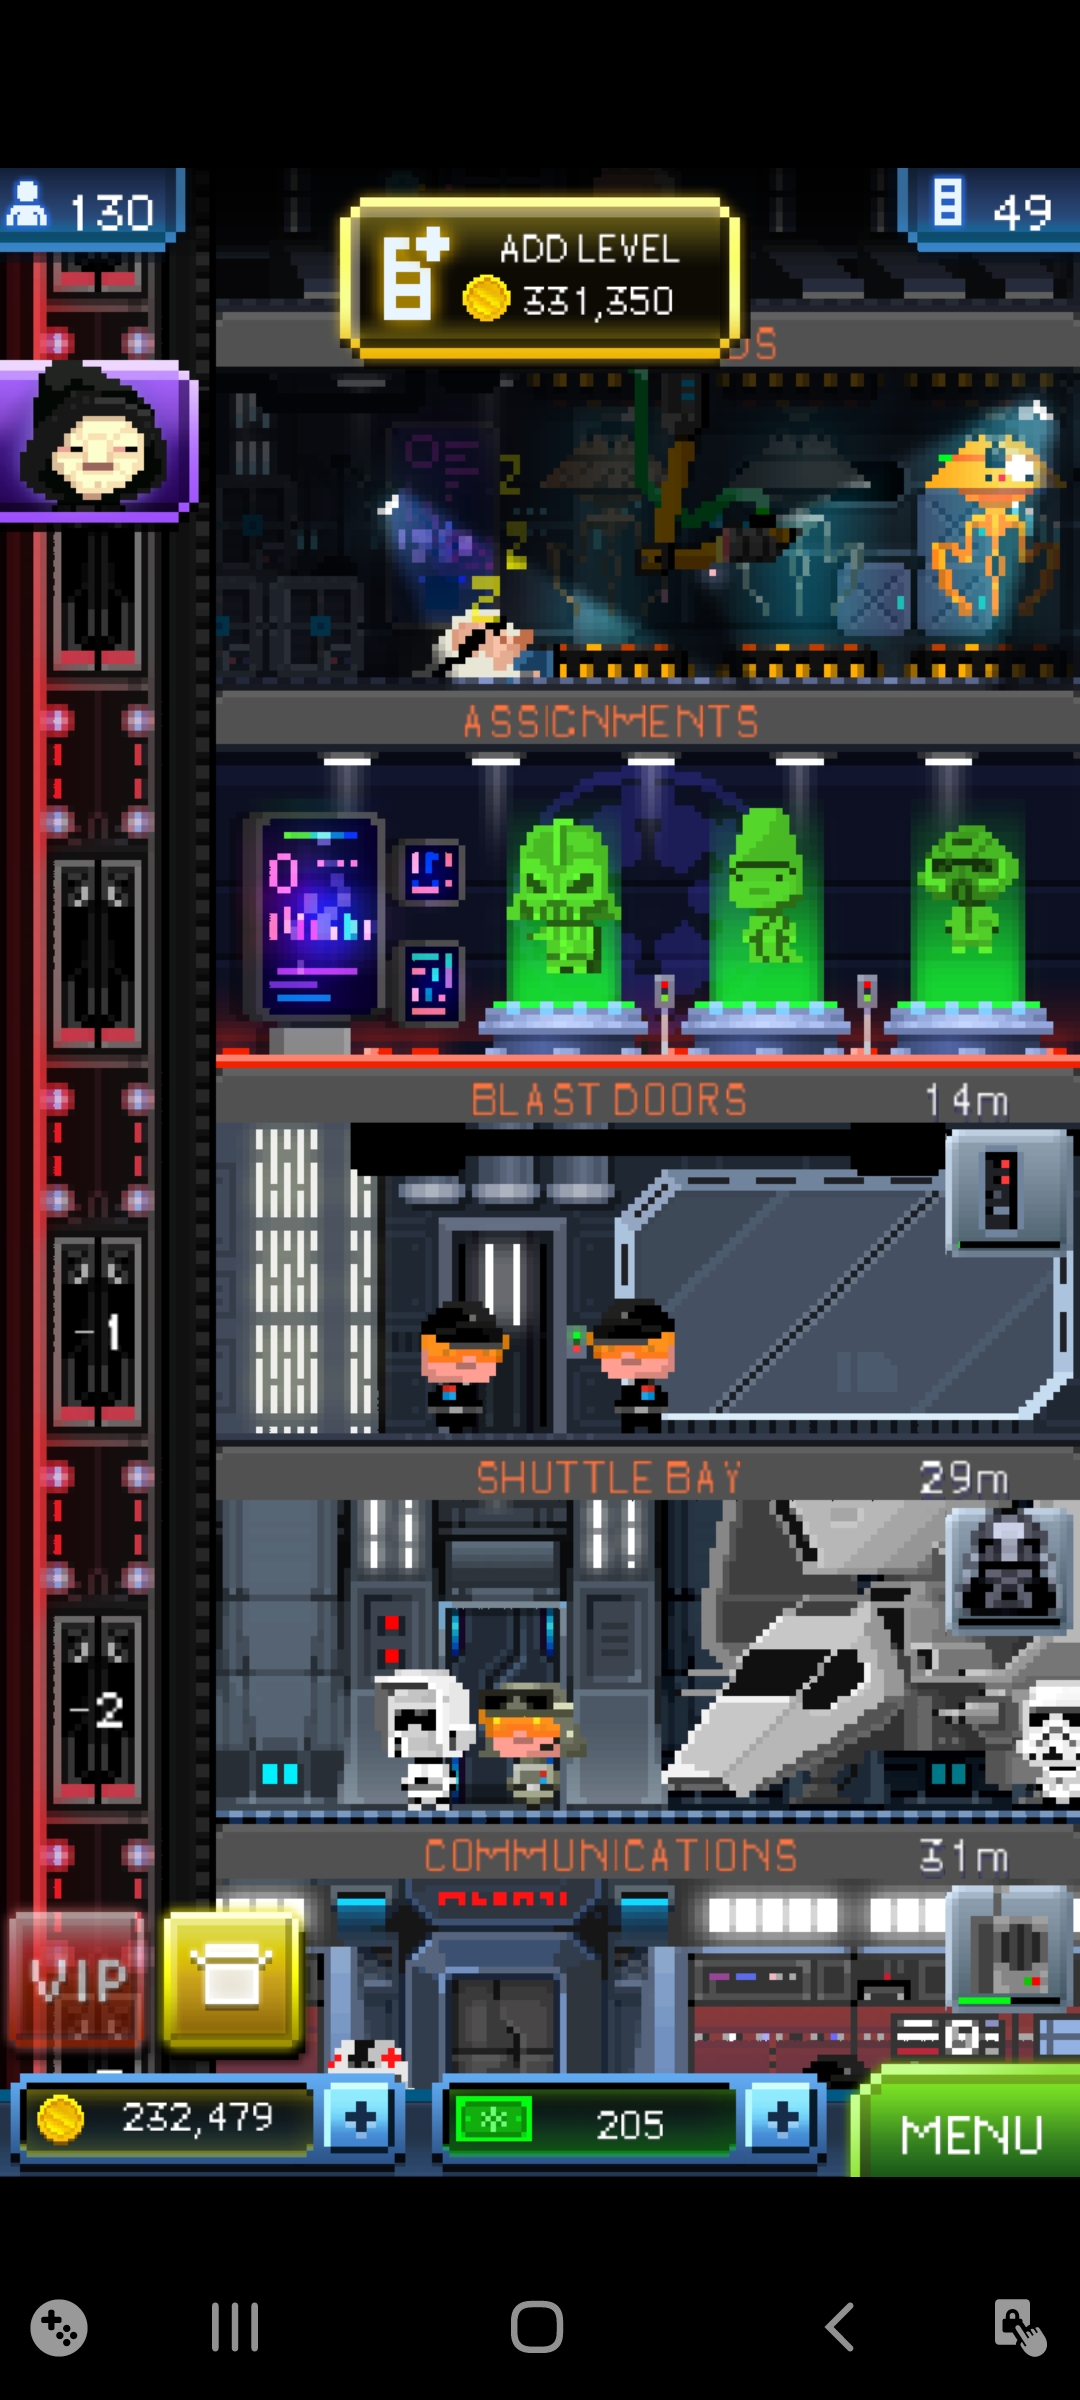 130
ADD LEVEL
331,350
49
DS
ASSIGNMENTS
BLAST DOORS 14m
-1
SHUTTLE BAY 29m
-2
COMMUNICATIONS 31m
VIP
232,479
205
MENU